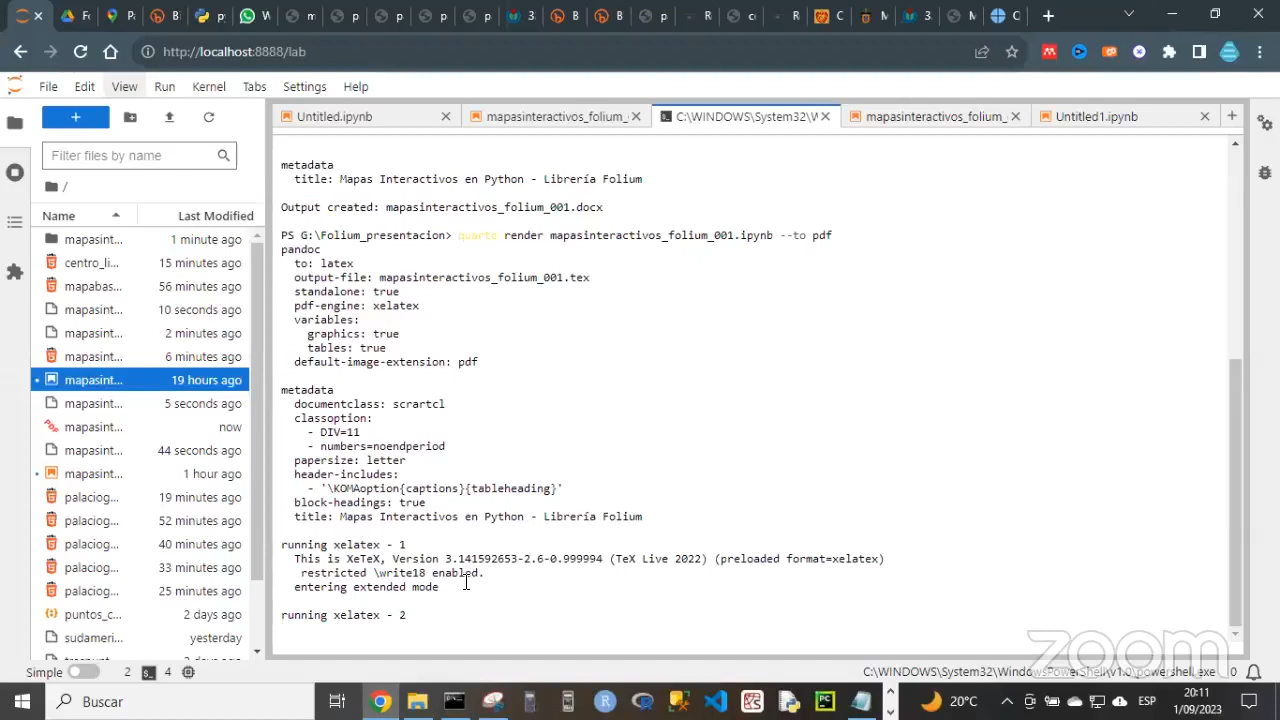 http://localhost:8888/lab
File Edit View Run Kernel Tabs Settings Help
Untitled.ipynb
mapasinteractivos_folium_
C:\WINDOWS\System32\W
mapasinteractivos_folium_
Untitled1.ipynb
Filter files by name
/
Name Last Modified
mapasint... 1 minute ago
centro_li... 15 minutes ago
mapabas... 56 minutes ago
mapasint... 10 seconds ago
mapasint... 2 minutes ago
mapasint... 6 minutes ago
mapasint... 19 hours ago
mapasint... 5 seconds ago
mapasint... now
mapasint... 44 seconds ago
mapasint... 1 hour ago
palaciog... 19 minutes ago
palaciog... 52 minutes ago
palaciog... 40 minutes ago
palaciog... 33 minutes ago
palaciog... 25 minutes ago
puntos_c... 2 days ago
sudameri... yesterday
metadata
title: Mapas Interactivos en Python - Librería Folium
Output created: mapasinteractivos_folium_001.docx
PS G:\Folium_presentacion> quarto render mapasinteractivos_folium_001.ipynb --to pdf
pandoc
to: latex
output-file: mapasinteractivos_folium_001.tex
standalone: true
pdf-engine: xelatex
variables:
graphics: true
tables: true
default-image-extension: pdf
metadata
documentclass: scrartcl
classoption:
- DIV=11
- numbers=noendperiod
papersize: letter
header-includes:
- '\KOMAoption{captions}{tableheading}'
block-headings: true
title: Mapas Interactivos en Python - Librería Folium
running xelatex - 1
This is XeTeX, Version 3.141592653-2.6-0.999994 (TeX Live 2022) (preloaded format=xelatex)
restricted \write18 enabled.
entering extended mode
running xelatex - 2
zoom
Simple 2 4 C:\WINDOWS\System32\WindowsPowerShell\v1.0\powershell.exe 0
Buscar
20°C
ESP
20:11
1/09/2023